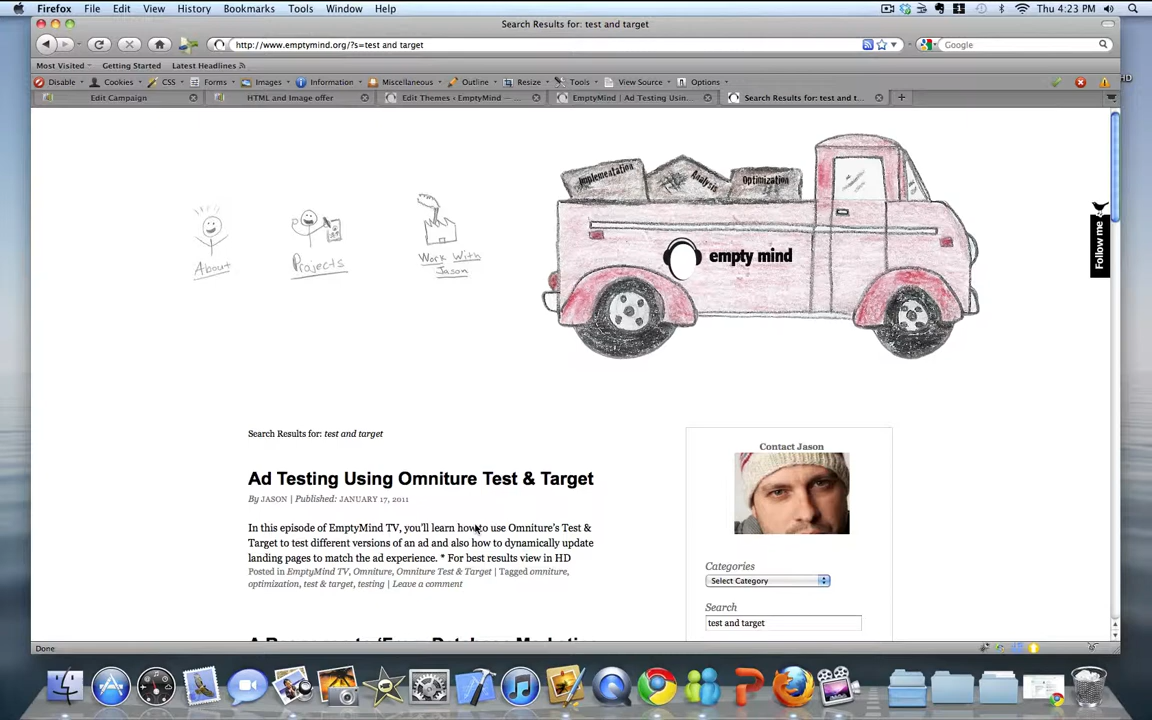 Firefox File Edit View History Bookmarks Tools Window Help Thu 4:23 PM
Search Results for: test and target
http://www.emptymind.org/?s=test and target Google
Most Visited Getting Started Latest Headlines
Disable Cookies CSS Forms Images Information Miscellaneous Outline Resize Tools View Source Options
HD
Edit Campaign HTML and Image offer Edit Themes ‹ EmptyMind — ... EmptyMind | Ad Testing Usin... Search Results for: test and t...
Implementation Analysis Optimization
empty mind
About Projects Work With
Jason
Follow me
Search Results for: test and target
Ad Testing Using Omniture Test & Target
By JASON | Published: JANUARY 17, 2011
In this episode of EmptyMind TV, you'll learn how to use Omniture's Test &
Target to test different versions of an ad and also how to dynamically update
landing pages to match the ad experience. * For best results view in HD
Posted in EmptyMind TV, Omniture, Omniture Test & Target | Tagged omniture,
optimization, test & target, testing | Leave a comment
Contact Jason
Categories
Select Category
Search
test and target
Done